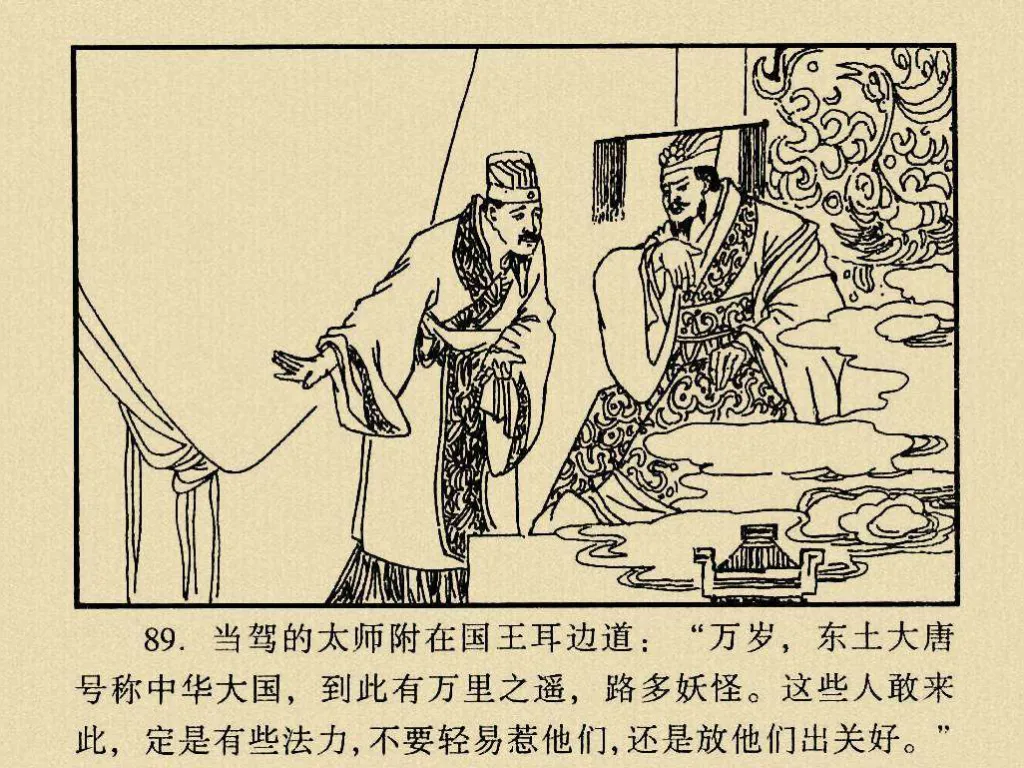 89. 当驾的太师附在国王耳边道：“万岁，东土大唐
号称中华大国，到此有万里之遥，路多妖怪。这些人敢来
此，定是有些法力，不要轻易惹他们，还是放他们出关好。”